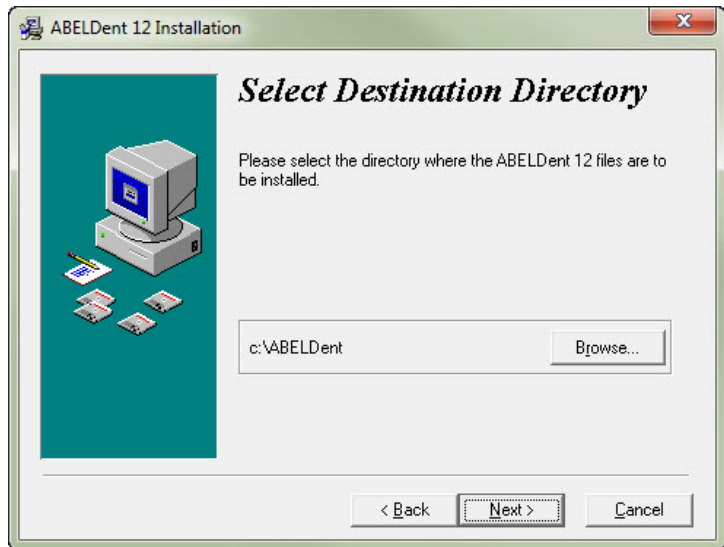 ABELDent 12 Installation
Select Destination Directory
Please select the directory where the ABELDent 12 files are to
be installed.
c:\ABELDent
Browse...
< Back
Next >
Cancel